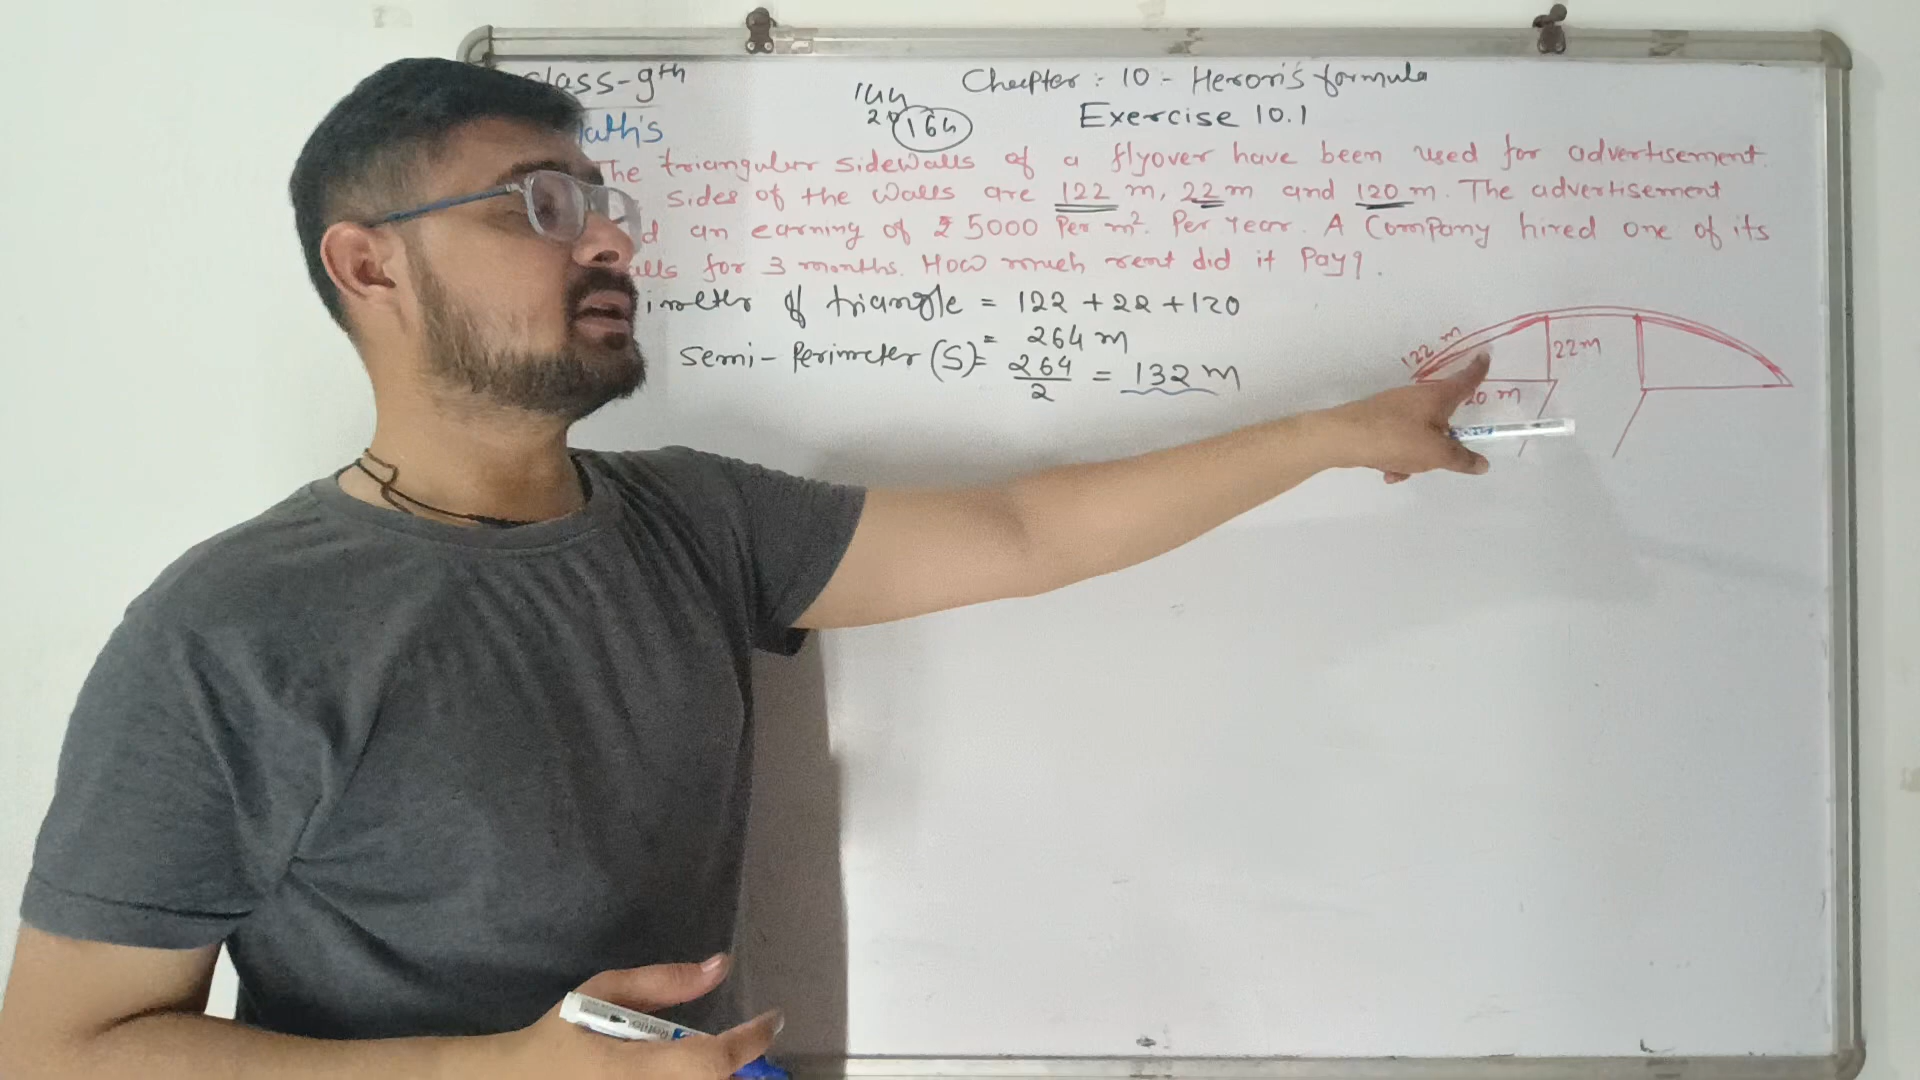 class-9th
Chapter : 10 - Heron's formula
144
20
164
Exercise 10.1
Maths
The triangular sidewalls of a flyover have been used for advertisement.
sides of the walls are 122 m, 22 m and 120 m. The advertisement
an earning of ₹ 5000 Per m². Per Year. A Company hired one of its
for 3 months. How much rent did it Pay?.
of triangle = 122 + 22 + 120
= 264 m
Semi-Perimeter (S) = 264/2 = 132 m
122 m
22m
20 m